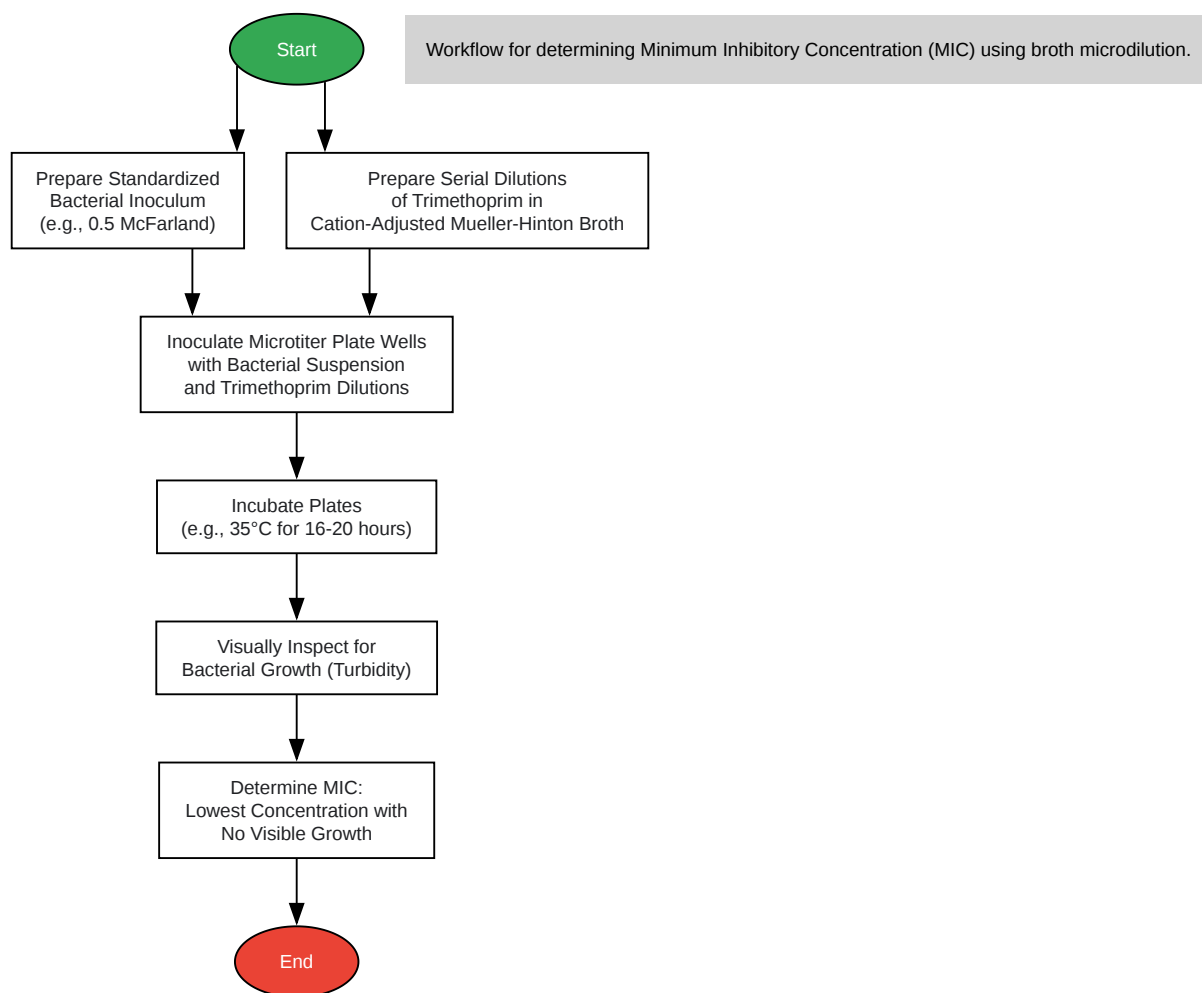 Start
Workflow for determining Minimum Inhibitory Concentration (MIC) using broth microdilution.
Prepare Standardized
Bacterial Inoculum
(e.g., 0.5 McFarland)
Prepare Serial Dilutions
of Trimethoprim in
Cation-Adjusted Mueller-Hinton Broth
Inoculate Microtiter Plate Wells
with Bacterial Suspension
and Trimethoprim Dilutions
Incubate Plates
(e.g., 35°C for 16-20 hours)
Visually Inspect for
Bacterial Growth (Turbidity)
Determine MIC:
Lowest Concentration with
No Visible Growth
End